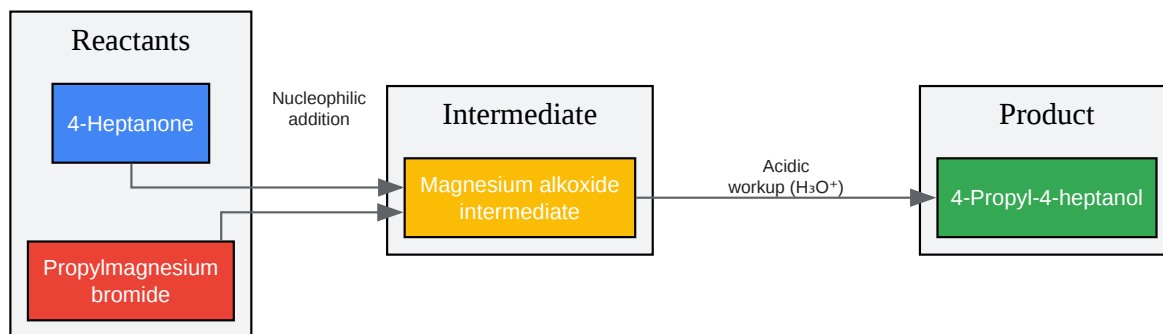 Reactants
4-Heptanone
Propylmagnesium
bromide
Nucleophilic
addition
Intermediate
Magnesium alkoxide
intermediate
Acidic
workup (H₃O⁺)
Product
4-Propyl-4-heptanol